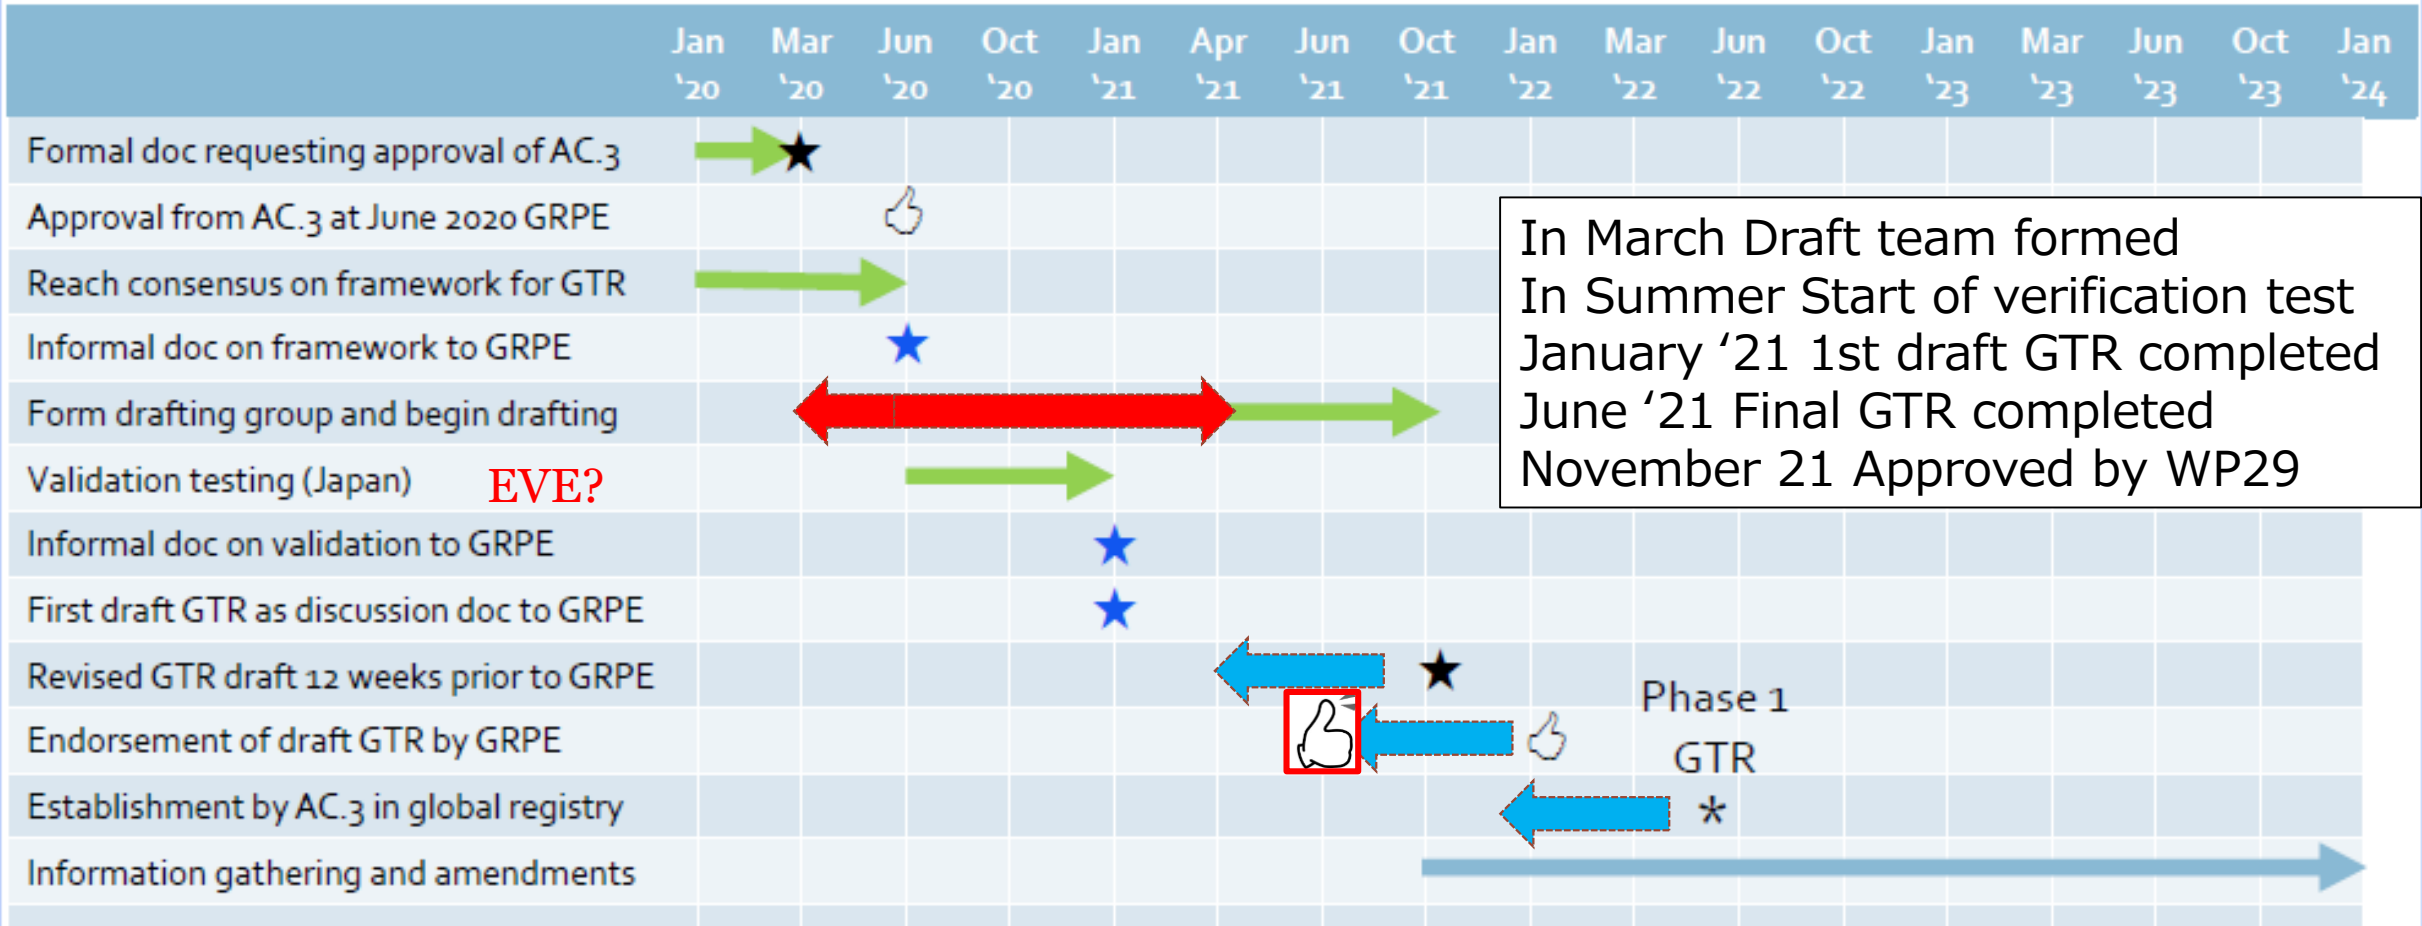 Jan Mar Jun Oct Jan Apr Jun Oct Jan Mar Jun Oct Jan Mar Jun Oct Jan
‘20 ‘20 ‘20 ‘20 ‘21 ‘21 ‘21 ‘21 ‘22 ‘22 ‘22 ‘22 ‘23 ‘23 ‘23 ‘23 ‘24
Formal doc requesting approval of AC.3
Approval from AC.3 at June 2020 GRPE
Reach consensus on framework for GTR
Informal doc on framework to GRPE
Form drafting group and begin drafting
Validation testing (Japan) EVE?
Informal doc on validation to GRPE
First draft GTR as discussion doc to GRPE
Revised GTR draft 12 weeks prior to GRPE
Endorsement of draft GTR by GRPE
Establishment by AC.3 in global registry
Information gathering and amendments
In March Draft team formed
In Summer Start of verification test
January ‘21 1st draft GTR completed
June ‘21 Final GTR completed
November 21 Approved by WP29
Phase 1
GTR
*